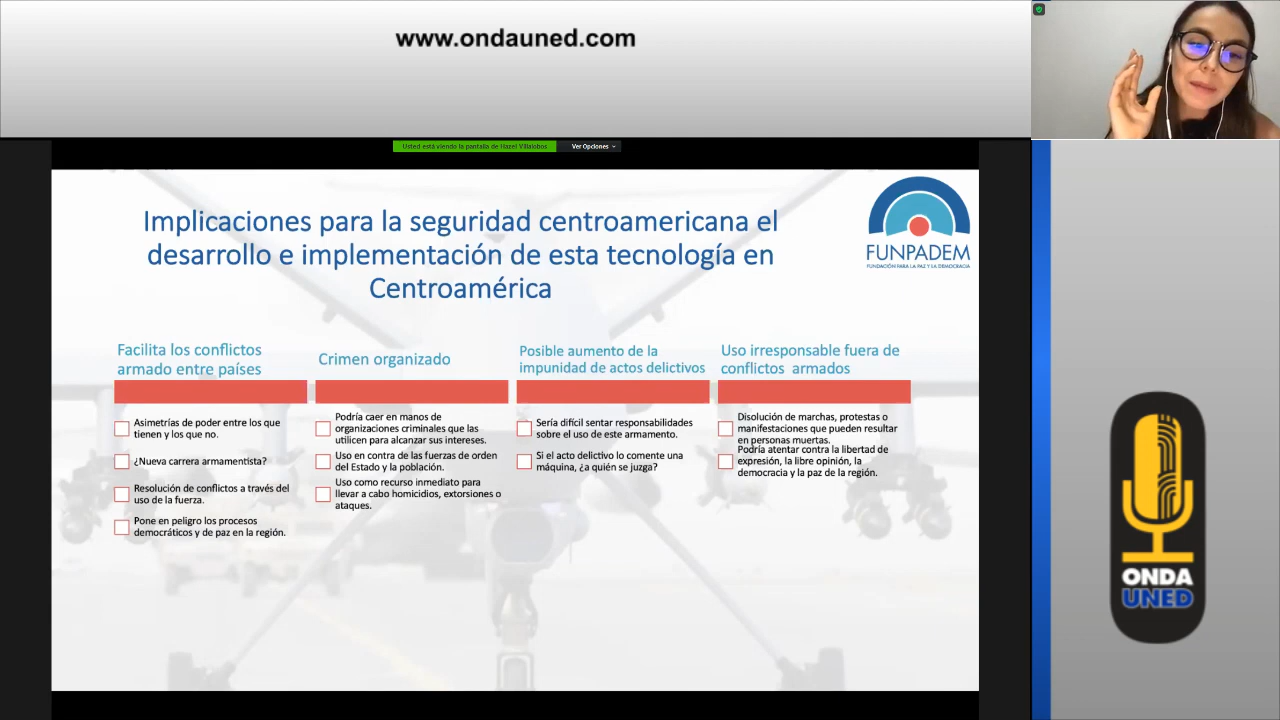 www.ondauned.com
Usted está viendo la pantalla de Hazel Villalobos
Ver Opciones
Implicaciones para la seguridad centroamericana el
desarrollo e implementación de esta tecnología en
Centroamérica
FUNPADEM
FUNDACIÓN PARA LA PAZ Y LA DEMOCRACIA
Facilita los conflictos
armado entre países
Asimetrías de poder entre los que
tienen y los que no.
¿Nueva carrera armamentista?
Resolución de conflictos a través del
uso de la fuerza.
Pone en peligro los procesos
democráticos y de paz en la región.
Crimen organizado
Podría caer en manos de
organizaciones criminales que las
utilicen para alcanzar sus intereses.
Uso en contra de las fuerzas de orden
del Estado y la población.
Uso como recurso inmediato para
llevar a cabo homicidios, extorsiones o
ataques.
Posible aumento de la
impunidad de actos delictivos
Sería difícil sentar responsabilidades
sobre el uso de este armamento.
Si el acto delictivo lo comente una
máquina, ¿a quién se juzga?
Uso irresponsable fuera de
conflictos armados
Disolución de marchas, protestas o
manifestaciones que pueden resultar
en personas muertas.
Podría atentar contra la libertad de
expresión, la libre opinión, la
democracia y la paz de la región.
ONDA
UNED